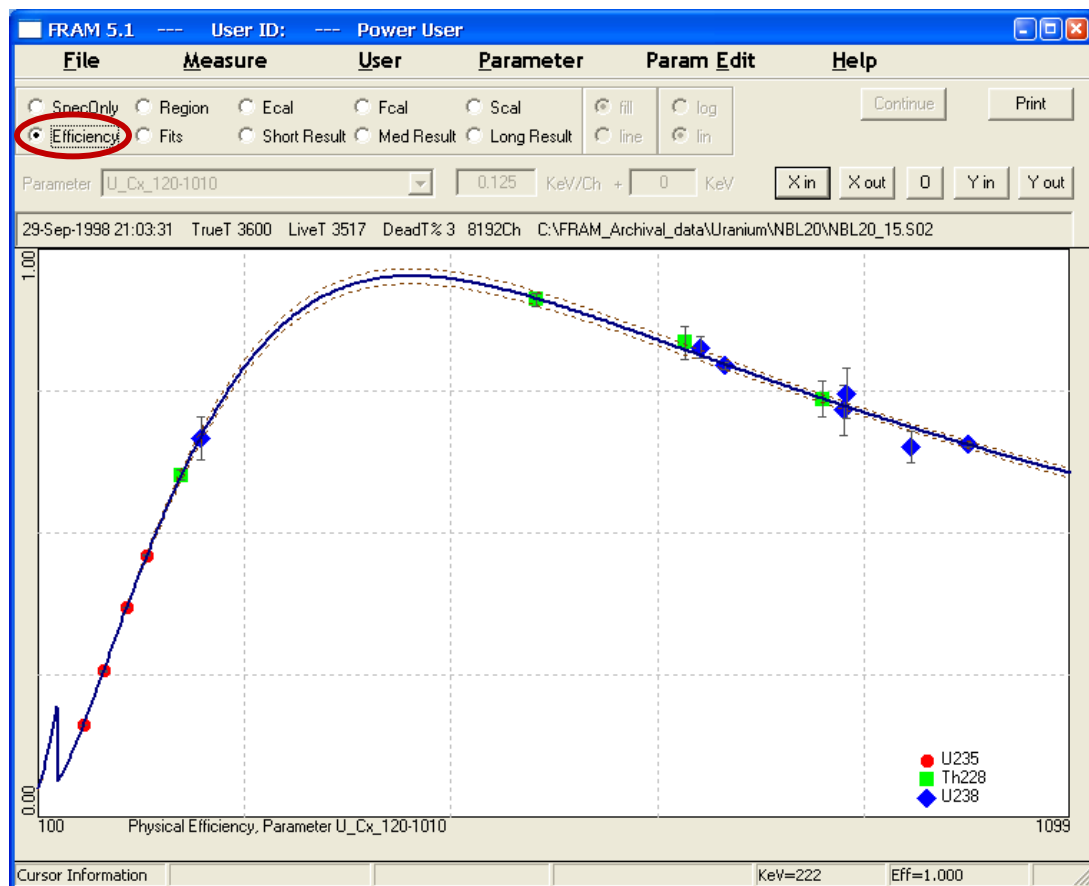 FRAM 5.1 --- User ID: --- Power User
File Measure User Parameter Param Edit Help
SpecOnly Region Ecal Fcal Scal fill log Continue Print
Efficiency Fits Short Result Med Result Long Result line lin
Parameter U_Cx_120-1010 0.125 KeV/Ch + 0 KeV X in X out 0 Y in Y out
29-Sep-1998 21:03:31 TrueT 3600 LiveT 3517 DeadT% 3 8192Ch C:\FRAM_Archival_data\Uranium\NBL20\NBL20_15.S02
1.00
U235
Th228
U238
0.00
100 Physical Efficiency, Parameter U_Cx_120-1010 1099
Cursor Information KeV=222 Eff=1.000